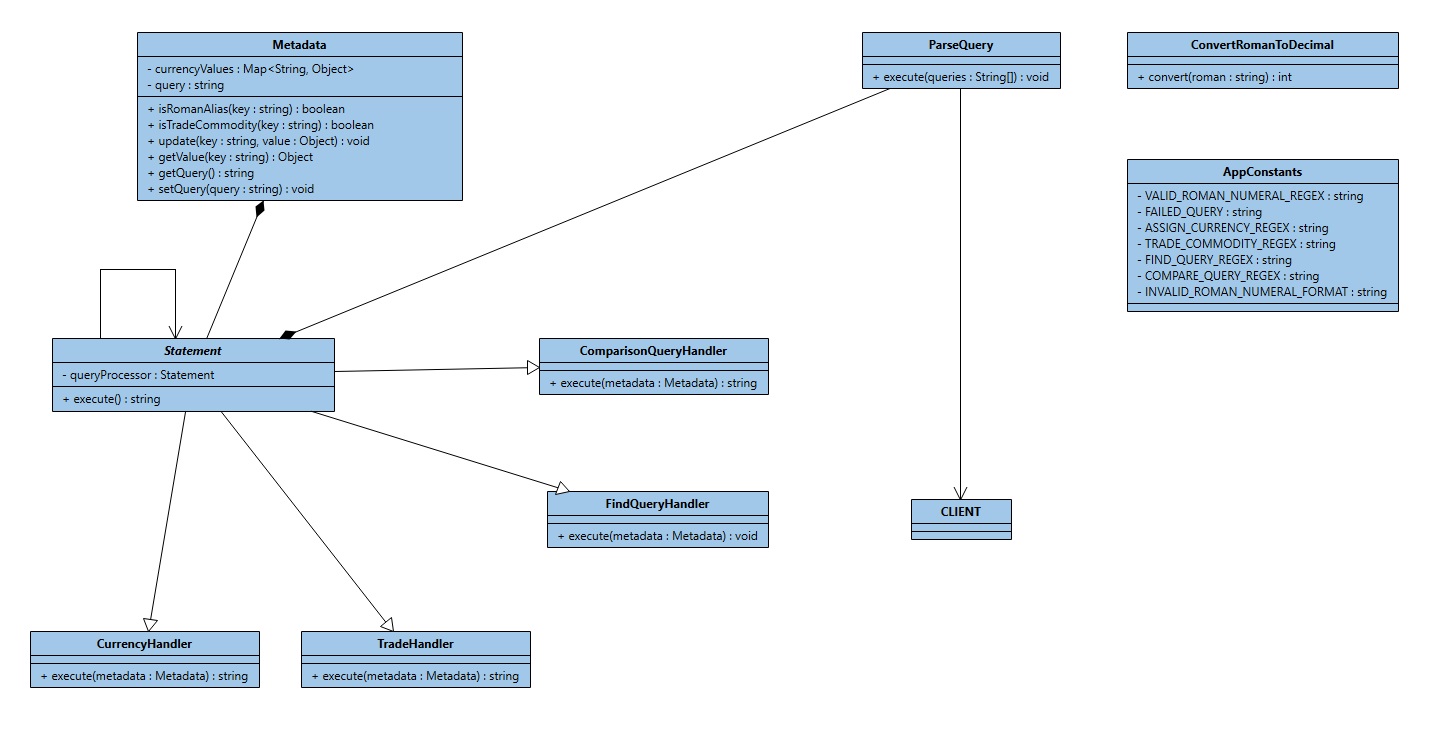 Metadata
- currencyValues : Map<String, Object>
- query : string
+ isRomanAlias(key : string) : boolean
+ isTradeCommodity(key : string) : boolean
+ update(key : string, value : Object) : void
+ getValue(key : string) : Object
+ getQuery() : string
+ setQuery(query : string) : void
ParseQuery
+ execute(queries : String[]) : void
ConvertRomanToDecimal
+ convert(roman : string) : int
AppConstants
- VALID_ROMAN_NUMERAL_REGEX : string
- FAILED_QUERY : string
- ASSIGN_CURRENCY_REGEX : string
- TRADE_COMMODITY_REGEX : string
- FIND_QUERY_REGEX : string
- COMPARE_QUERY_REGEX : string
- INVALID_ROMAN_NUMERAL_FORMAT : string
Statement
- queryProcessor : Statement
+ execute() : string
ComparisonQueryHandler
+ execute(metadata : Metadata) : string
FindQueryHandler
+ execute(metadata : Metadata) : void
CLIENT
CurrencyHandler
+ execute(metadata : Metadata) : string
TradeHandler
+ execute(metadata : Metadata) : string